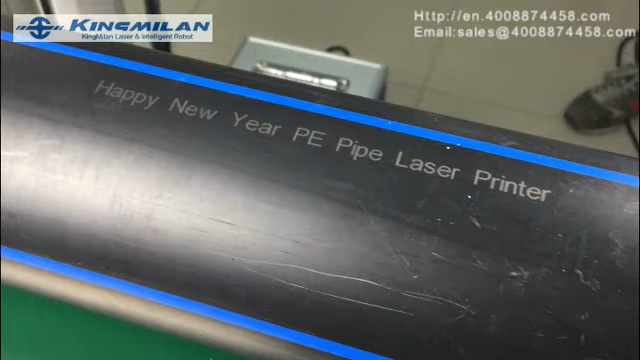 KINGMILAN
KingMilan Laser & Intelligent Robot
Http://en.4008874458.com
Email:sales@4008874458.com
Happy New Year PE Pipe Laser Printer